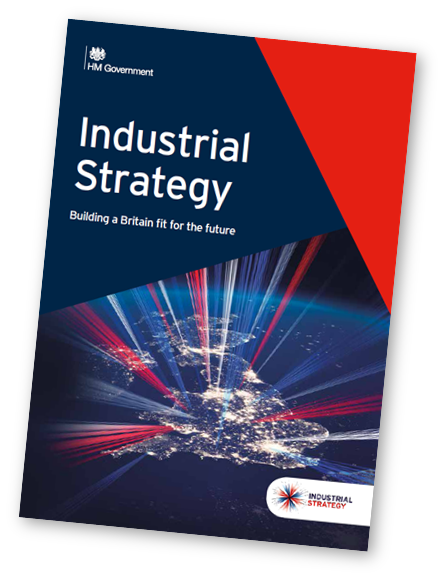 HM Government
Industrial
Strategy
Building a Britain fit for the future
INDUSTRIAL
STRATEGY